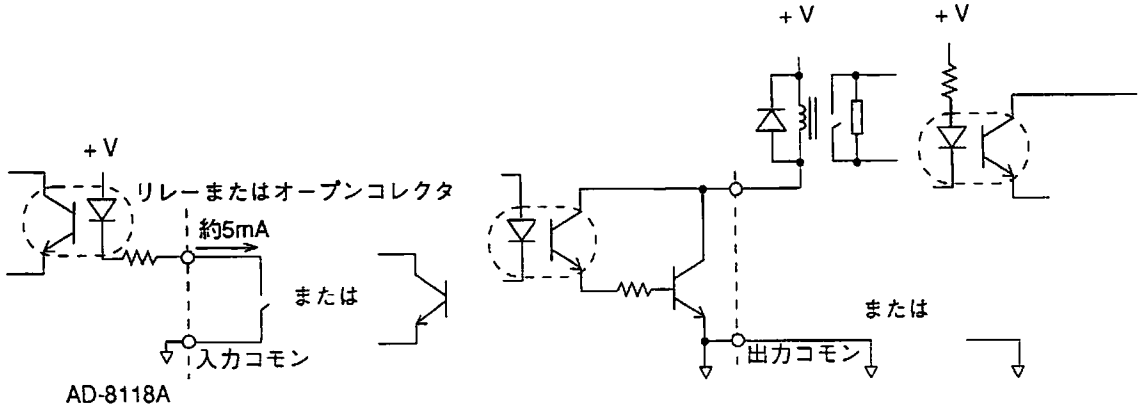 +V
リレーまたはオープンコレクタ
約5mA
または
入力コモン
AD-8118A
+V
+V
または
出力コモン